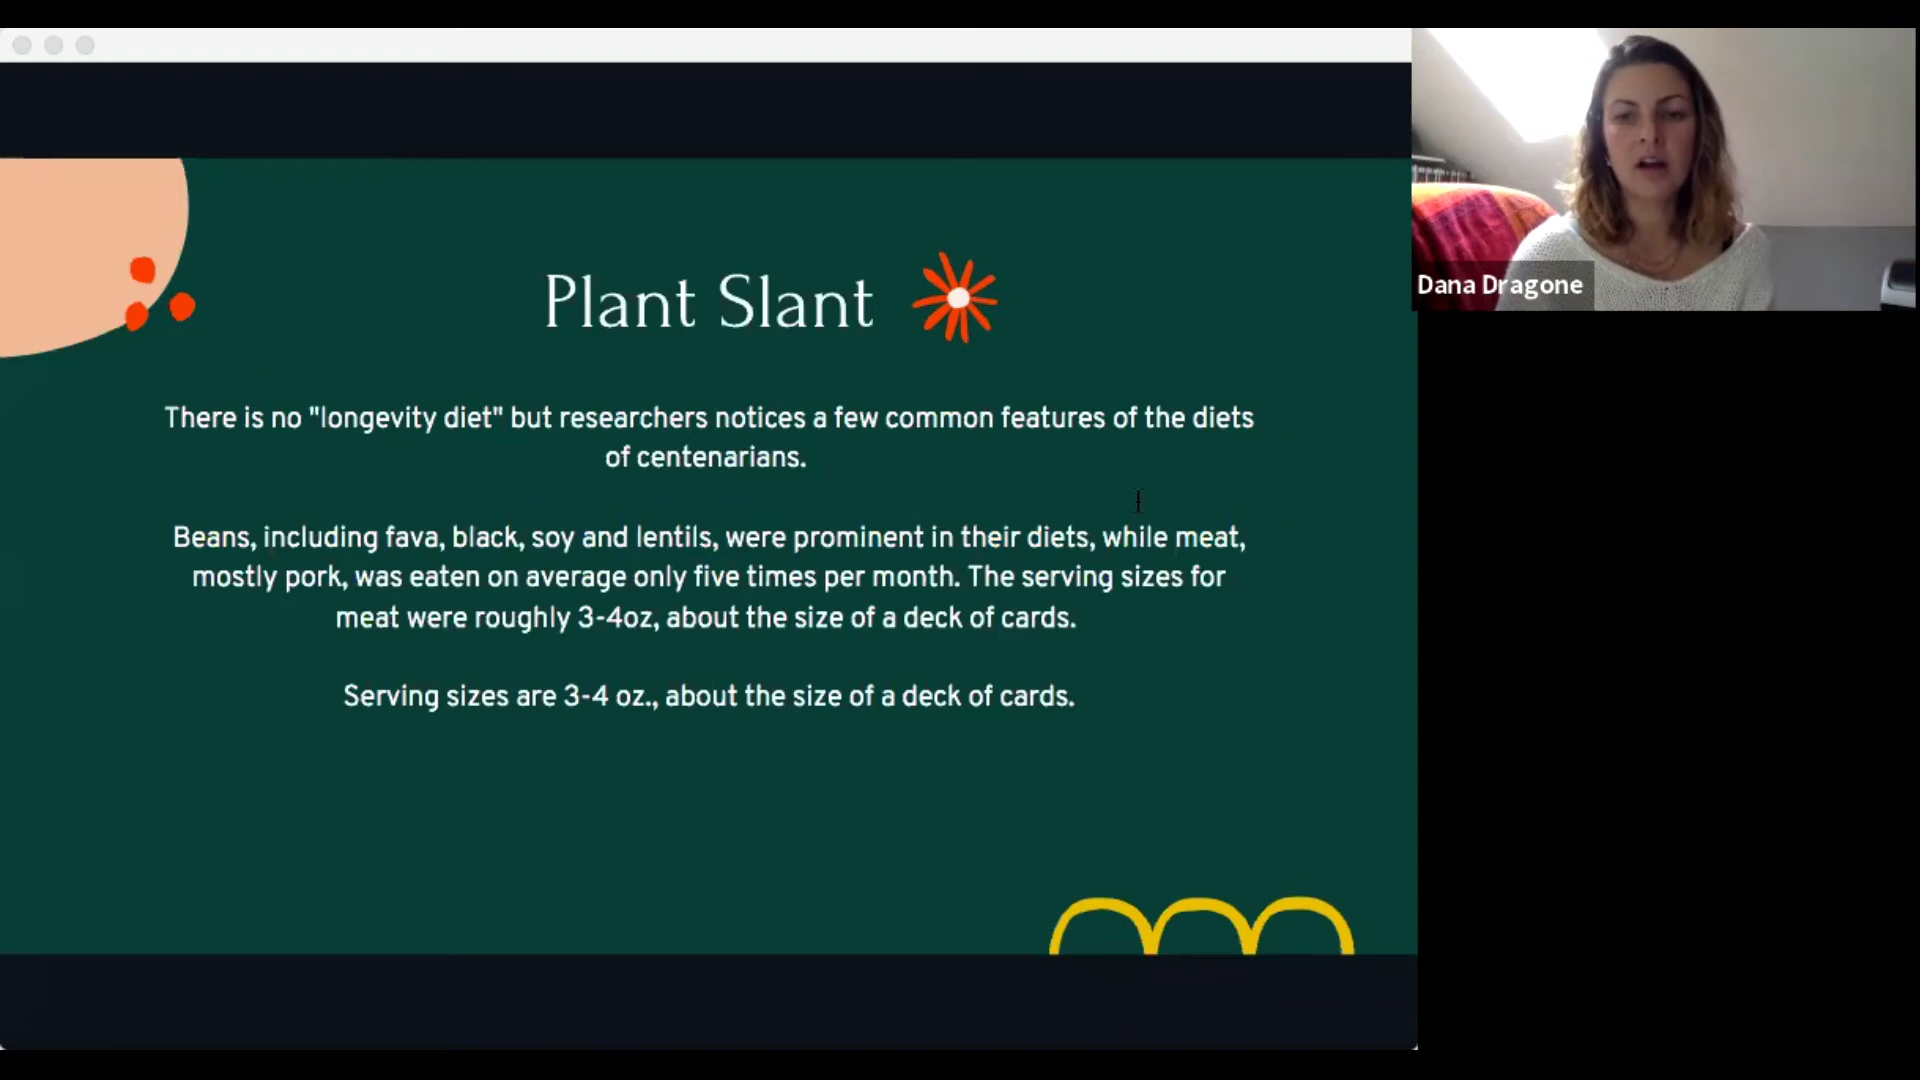 Plant Slant
There is no "longevity diet" but researchers notices a few common features of the diets
of centenarians.
Beans, including fava, black, soy and lentils, were prominent in their diets, while meat,
mostly pork, was eaten on average only five times per month. The serving sizes for
meat were roughly 3-4oz, about the size of a deck of cards.
Serving sizes are 3-4 oz., about the size of a deck of cards.
Dana Dragone